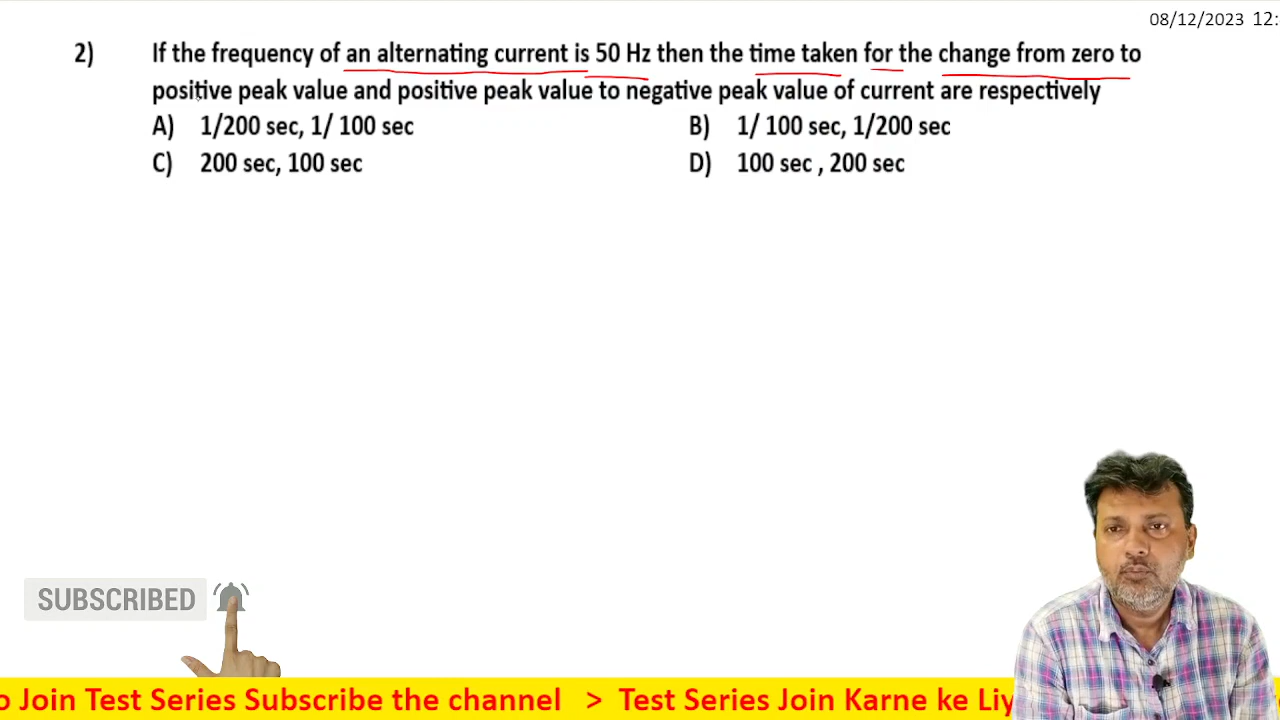 08/12/2023 12:
2) If the frequency of an alternating current is 50 Hz then the time taken for the change from zero to
positive peak value and positive peak value to negative peak value of current are respectively
A) 1/200 sec, 1/ 100 sec B) 1/ 100 sec, 1/200 sec
C) 200 sec, 100 sec D) 100 sec , 200 sec
SUBSCRIBED
o Join Test Series Subscribe the channel > Test Series Join Karne ke Liy